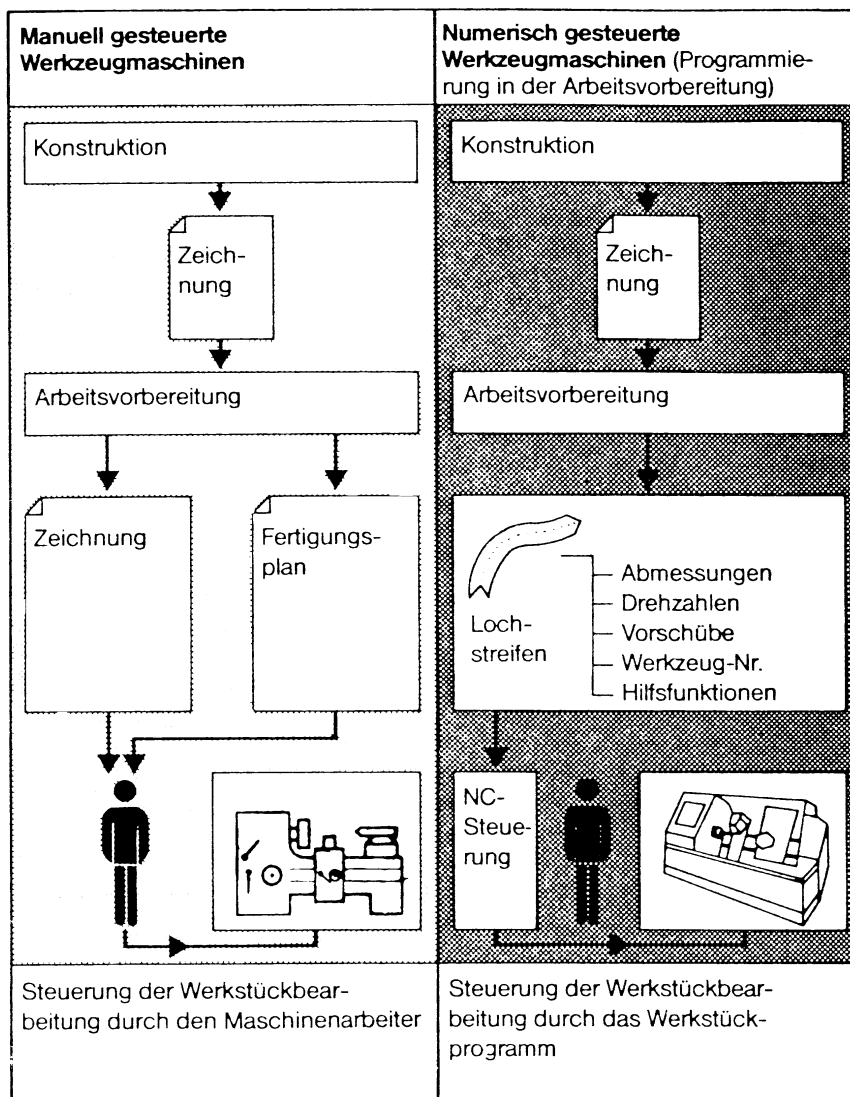 Manuell gesteuerte
Werkzeugmaschinen
Konstruktion
Zeich-
nung
Arbeitsvorbereitung
Zeichnung
Fertigungs-
plan
Steuerung der Werkstückbear-
beitung durch den Maschinenarbeiter
Numerisch gesteuerte
Werkzeugmaschinen (Programmie-
rung in der Arbeitsvorbereitung)
Konstruktion
Zeich-
nung
Arbeitsvorbereitung
Loch-
streifen
Abmessungen
Drehzahlen
Vorschübe
Werkzeug-Nr.
Hilfsfunktionen
NC-
Steue-
rung
Steuerung der Werkstückbear-
beitung durch das Werkstück-
programm